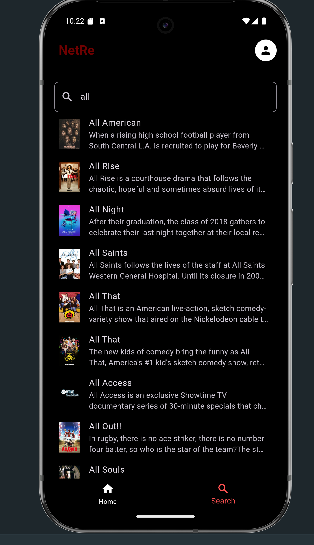 10:22
NetRe
all
All American
When a rising high school football player from
South Central L.A. is recruited to play for Beverly ...
All Rise
All Rise is a courthouse drama that follows the
chaotic, hopeful and sometimes absurd lives of it...
All Night
After their graduation, the class of 2018 gathers to
celebrate their last night together at their local re...
All Saints
All Saints follows the lives of the staff at All Saints
Western General Hospital. Until its closure in 200...
All That
All That is an American live-action, sketch comedy-
variety show that aired on the Nickelodeon cable t...
All That
The new kids of comedy bring the funny as All
That, America's #1 kid's sketch comedy show, ret...
All Access
All Access is an exclusive Showtime TV
documentary series of 30-minute specials that ch...
All Out!!
In rugby, there is no ace striker, there is no number
four batter, so who is the star of the team?The st...
All Souls
Home
Search